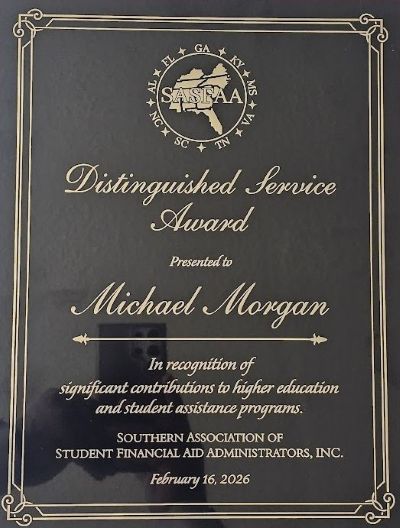 AL FL GA KY MS
SASFAA
NC SC TN VA
Distinguished Service
Award
Presented to
Michael Morgan
In recognition of
significant contributions to higher education
and student assistance programs.
SOUTHERN ASSOCIATION OF
STUDENT FINANCIAL AID ADMINISTRATORS, INC.
February 16, 2026